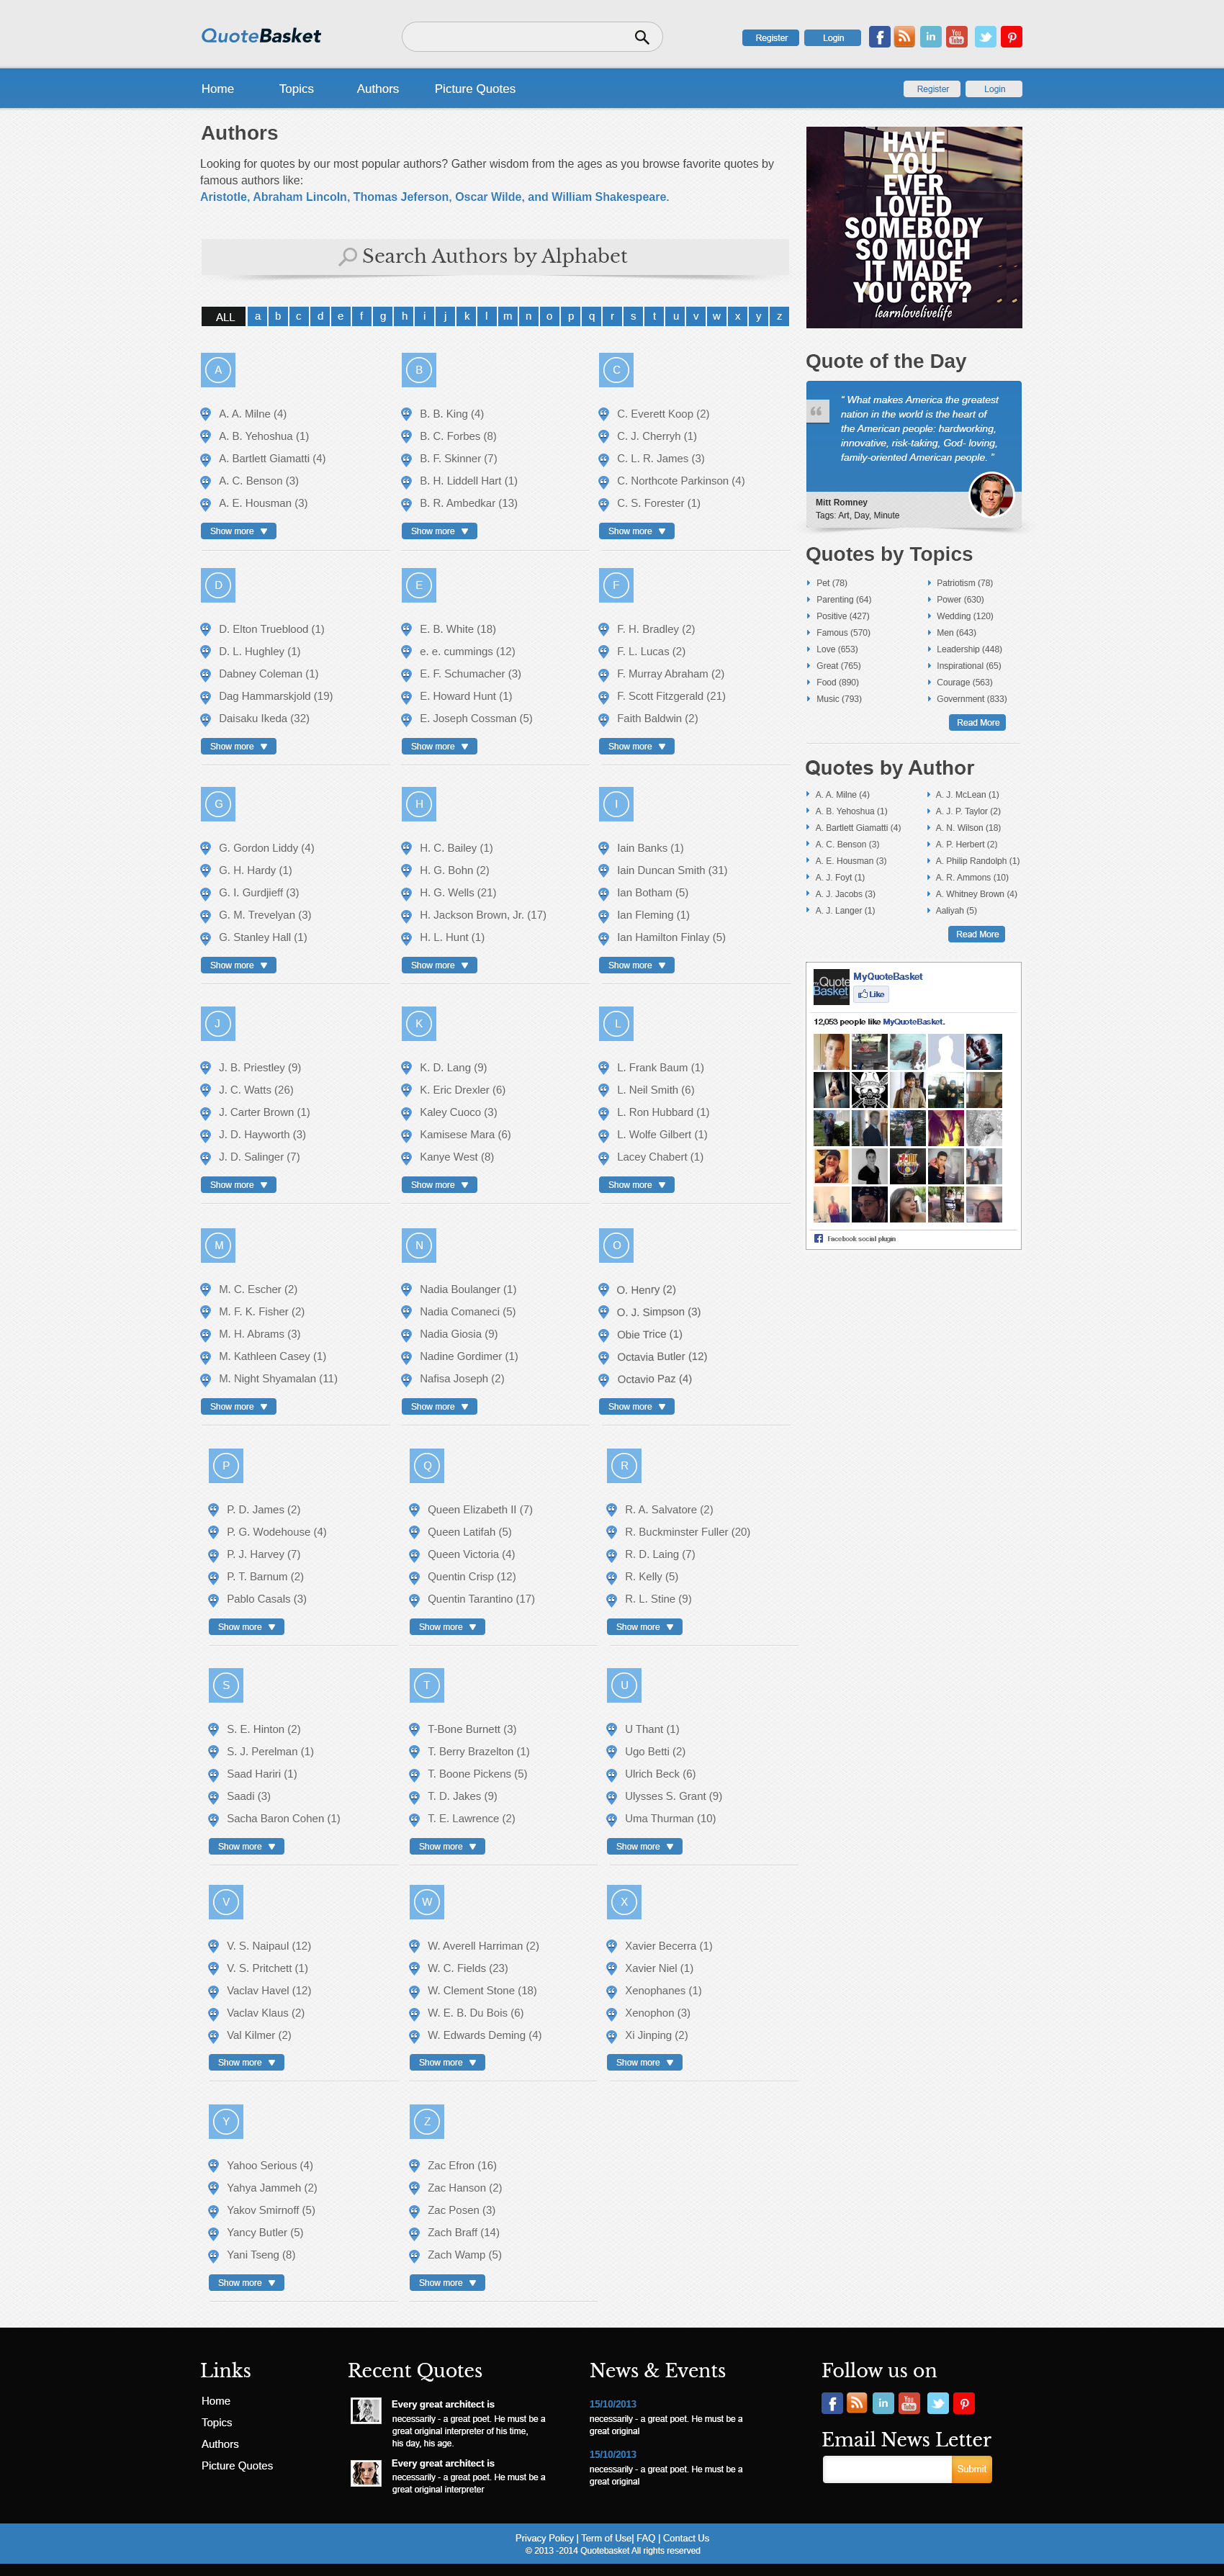 QuoteBasket
Register Login
Home Topics Authors Picture Quotes
Register Login
Authors
Looking for quotes by our most popular authors? Gather wisdom from the ages as you browse favorite quotes by
famous authors like:
Aristotle, Abraham Lincoln, Thomas Jeferson, Oscar Wilde, and William Shakespeare.
Search Authors by Alphabet
ALL a b c d e f g h i j k l m n o p q r s t u v w x y z
A
A. A. Milne (4)
A. B. Yehoshua (1)
A. Bartlett Giamatti (4)
A. C. Benson (3)
A. E. Housman (3)
Show more
B
B. B. King (4)
B. C. Forbes (8)
B. F. Skinner (7)
B. H. Liddell Hart (1)
B. R. Ambedkar (13)
Show more
C
C. Everett Koop (2)
C. J. Cherryh (1)
C. L. R. James (3)
C. Northcote Parkinson (4)
C. S. Forester (1)
Show more
D
D. Elton Trueblood (1)
D. L. Hughley (1)
Dabney Coleman (1)
Dag Hammarskjold (19)
Daisaku Ikeda (32)
Show more
E
E. B. White (18)
e. e. cummings (12)
E. F. Schumacher (3)
E. Howard Hunt (1)
E. Joseph Cossman (5)
Show more
F
F. H. Bradley (2)
F. L. Lucas (2)
F. Murray Abraham (2)
F. Scott Fitzgerald (21)
Faith Baldwin (2)
Show more
G
G. Gordon Liddy (4)
G. H. Hardy (1)
G. I. Gurdjieff (3)
G. M. Trevelyan (3)
G. Stanley Hall (1)
Show more
H
H. C. Bailey (1)
H. G. Bohn (2)
H. G. Wells (21)
H. Jackson Brown, Jr. (17)
H. L. Hunt (1)
Show more
I
Iain Banks (1)
Iain Duncan Smith (31)
Ian Botham (5)
Ian Fleming (1)
Ian Hamilton Finlay (5)
Show more
J
J. B. Priestley (9)
J. C. Watts (26)
J. Carter Brown (1)
J. D. Hayworth (3)
J. D. Salinger (7)
Show more
K
K. D. Lang (9)
K. Eric Drexler (6)
Kaley Cuoco (3)
Kamisese Mara (6)
Kanye West (8)
Show more
L
L. Frank Baum (1)
L. Neil Smith (6)
L. Ron Hubbard (1)
L. Wolfe Gilbert (1)
Lacey Chabert (1)
Show more
M
M. C. Escher (2)
M. F. K. Fisher (2)
M. H. Abrams (3)
M. Kathleen Casey (1)
M. Night Shyamalan (11)
Show more
N
Nadia Boulanger (1)
Nadia Comaneci (5)
Nadia Giosia (9)
Nadine Gordimer (1)
Nafisa Joseph (2)
Show more
O
O. Henry (2)
O. J. Simpson (3)
Obie Trice (1)
Octavia Butler (12)
Octavio Paz (4)
Show more
P
P. D. James (2)
P. G. Wodehouse (4)
P. J. Harvey (7)
P. T. Barnum (2)
Pablo Casals (3)
Show more
Q
Queen Elizabeth II (7)
Queen Latifah (5)
Queen Victoria (4)
Quentin Crisp (12)
Quentin Tarantino (17)
Show more
R
R. A. Salvatore (2)
R. Buckminster Fuller (20)
R. D. Laing (7)
R. Kelly (5)
R. L. Stine (9)
Show more
S
S. E. Hinton (2)
S. J. Perelman (1)
Saad Hariri (1)
Saadi (3)
Sacha Baron Cohen (1)
Show more
T
T-Bone Burnett (3)
T. Berry Brazelton (1)
T. Boone Pickens (5)
T. D. Jakes (9)
T. E. Lawrence (2)
Show more
U
U Thant (1)
Ugo Betti (2)
Ulrich Beck (6)
Ulysses S. Grant (9)
Uma Thurman (10)
Show more
V
V. S. Naipaul (12)
V. S. Pritchett (1)
Vaclav Havel (12)
Vaclav Klaus (2)
Val Kilmer (2)
Show more
W
W. Averell Harriman (2)
W. C. Fields (23)
W. Clement Stone (18)
W. E. B. Du Bois (6)
W. Edwards Deming (4)
Show more
X
Xavier Becerra (1)
Xavier Niel (1)
Xenophanes (1)
Xenophon (3)
Xi Jinping (2)
Show more
Y
Yahoo Serious (4)
Yahya Jammeh (2)
Yakov Smirnoff (5)
Yancy Butler (5)
Yani Tseng (8)
Show more
Z
Zac Efron (16)
Zac Hanson (2)
Zac Posen (3)
Zach Braff (14)
Zach Wamp (5)
Show more
HAVE
YOU
EVER
LOVED
SOMEBODY
SO MUCH
IT MADE
YOU CRY?
learnlovelivelife
Quote of the Day
“ What makes America the greatest
nation in the world is the heart of
the American people: hardworking,
innovative, risk-taking, God- loving,
family-oriented American people. ”
Mitt Romney
Tags: Art, Day, Minute
Quotes by Topics
Pet (78)
Parenting (64)
Positive (427)
Famous (570)
Love (653)
Great (765)
Food (890)
Music (793)
Patriotism (78)
Power (630)
Wedding (120)
Men (643)
Leadership (448)
Inspirational (65)
Courage (563)
Government (833)
Read More
Quotes by Author
A. A. Milne (4)
A. B. Yehoshua (1)
A. Bartlett Giamatti (4)
A. C. Benson (3)
A. E. Housman (3)
A. J. Foyt (1)
A. J. Jacobs (3)
A. J. Langer (1)
A. J. McLean (1)
A. J. P. Taylor (2)
A. N. Wilson (18)
A. P. Herbert (2)
A. Philip Randolph (1)
A. R. Ammons (10)
A. Whitney Brown (4)
Aaliyah (5)
Read More
Quote
Basket
MyQuoteBasket
Like
12,053 people like MyQuoteBasket.
Facebook social plugin
Links
Home
Topics
Authors
Picture Quotes
Recent Quotes
Every great architect is
necessarily - a great poet. He must be a
great original interpreter of his time,
his day, his age.
Every great architect is
necessarily - a great poet. He must be a
great original interpreter
News & Events
15/10/2013
necessarily - a great poet. He must be a
great original
15/10/2013
necessarily - a great poet. He must be a
great original
Follow us on
You Tube
Email News Letter
Submit
Privacy Policy | Term of Use| FAQ | Contact Us
© 2013 -2014 Quotebasket All rights reserved